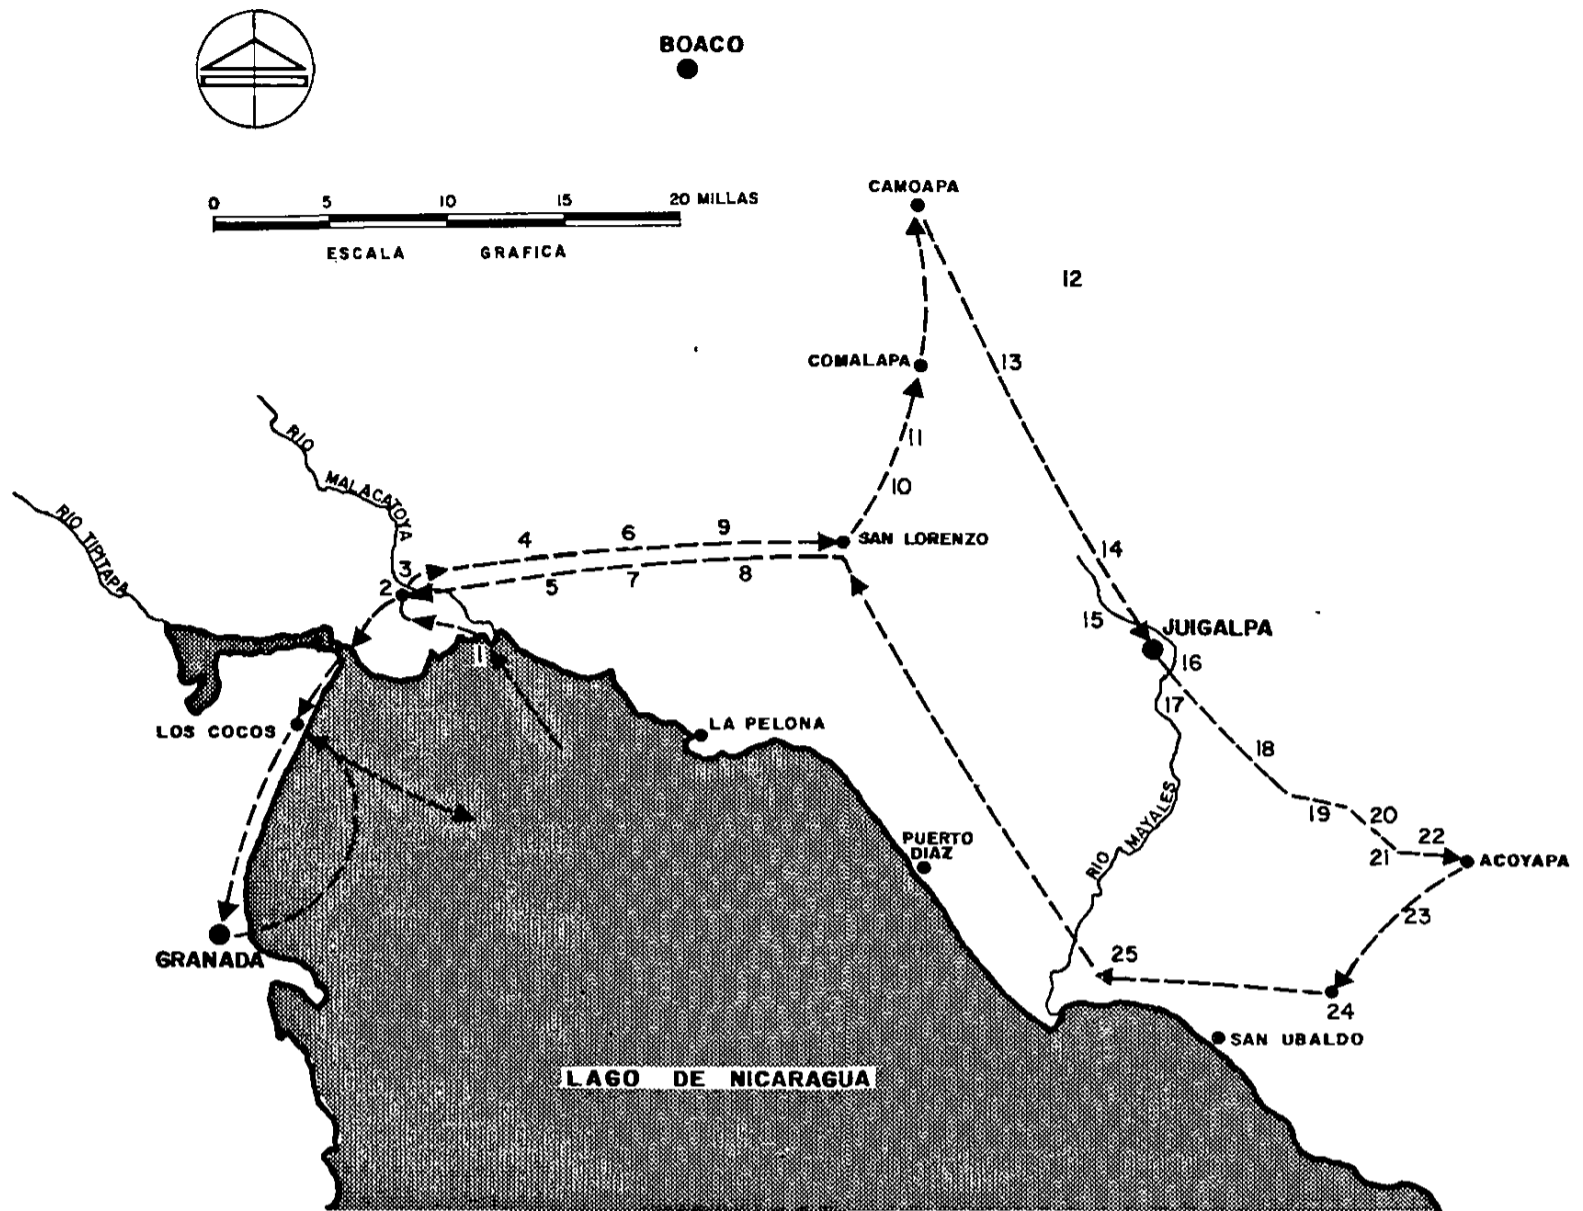 BOACO
0 5 10 15 20 MILLAS
ESCALA GRAFICA
CAMOAPA
12
COMALAPA
13
11
10
RIO MALACATOYA
RIO TIPITAPA
4 6 9
SAN LORENZO
3
2
5 7 8
14
15
JUIGALPA
1
16
17
LOS COCOS
LA PELONA
18
19 20
PUERTO DIAZ
RIO MAYALES
21 22
ACOYAPA
23
GRANADA
25
24
SAN UBALDO
LAGO DE NICARAGUA